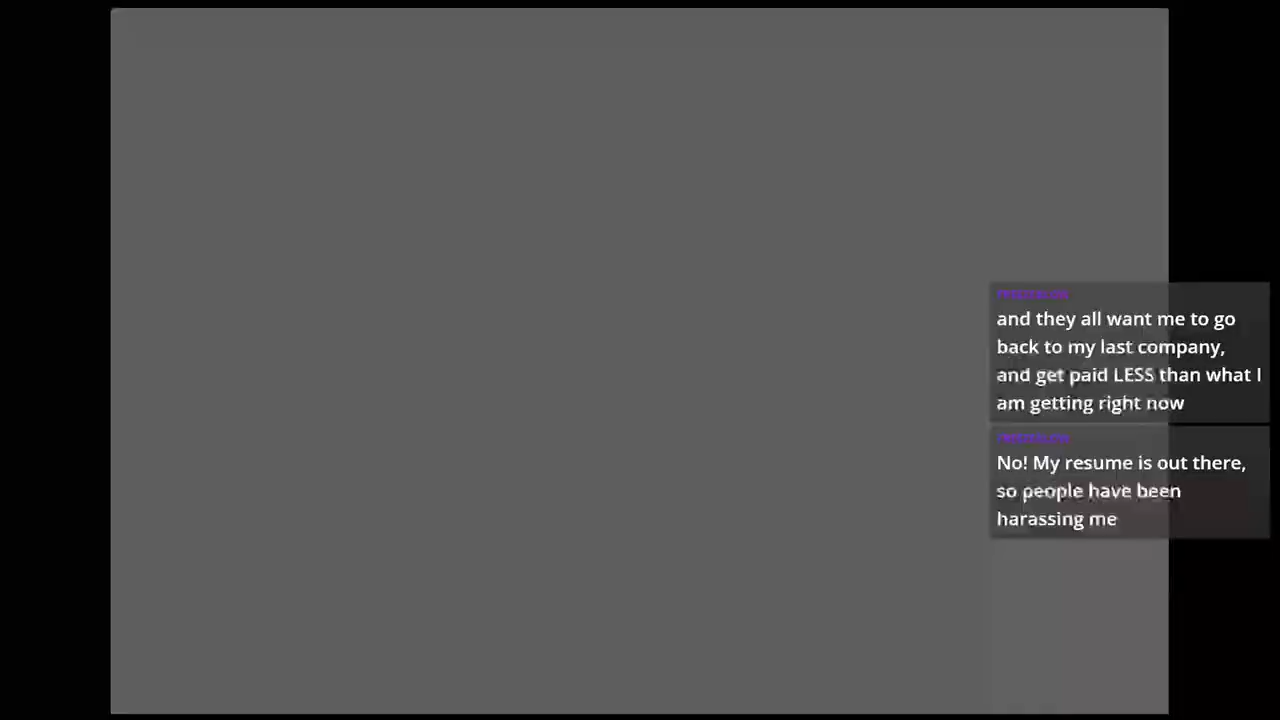 and they all want me to go
back to my last company,
and get paid LESS than what I
am getting right now
No! My resume is out there,
so people have been
harassing me